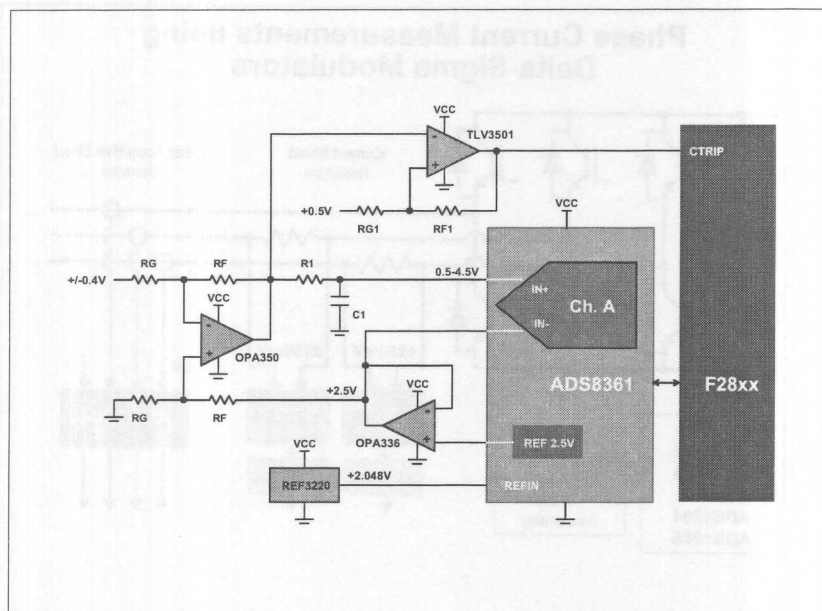 Phase Current Measurements
Delta Sigma Modulators
VCC
TLV3501
-
+
CTRIP
+0.5V
RG1
RF1
VCC
+/-0.4V
RG
RF
R1
0.5-4.5V
IN+
Ch. A
IN-
C1
VCC
-
+
OPA350
ADS8361
F28xx
RG
RF
+2.5V
VCC
-
+
OPA336
REF 2.5V
VCC
REF3220
+2.048V
REFIN